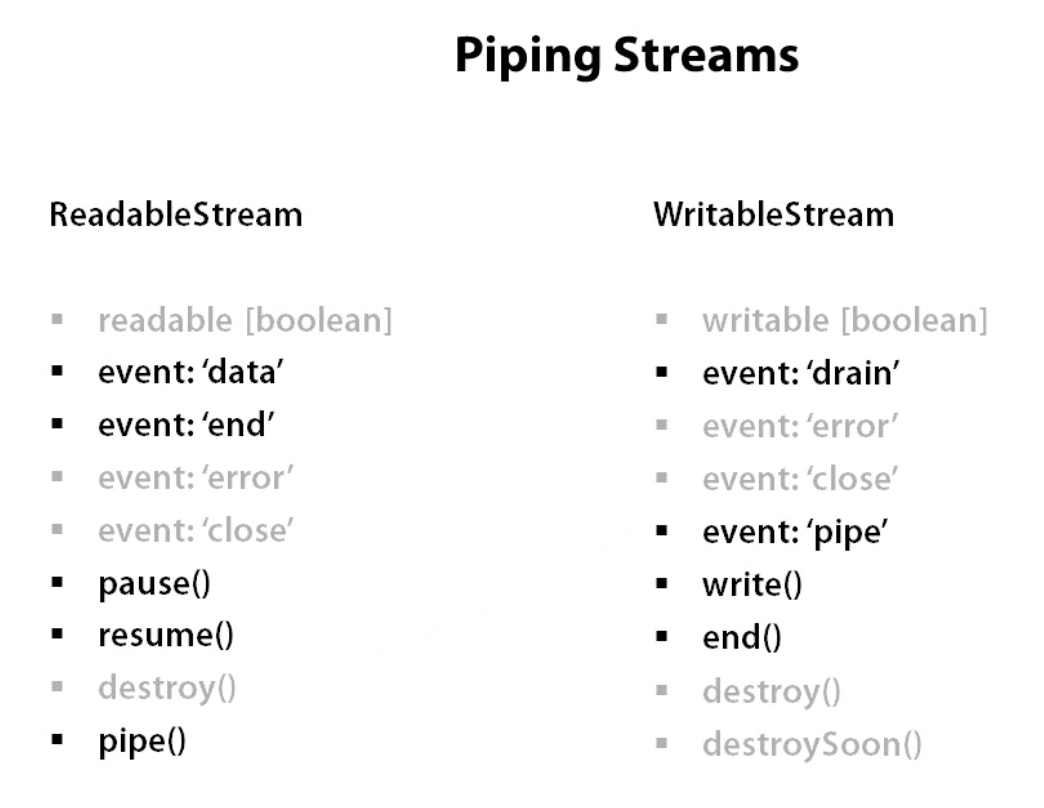 Piping Streams
ReadableStream
▪ readable [boolean]
▪ event: ‘data’
▪ event: ‘end’
▪ event: ‘error’
▪ event: ‘close’
▪ pause()
▪ resume()
▪ destroy()
▪ pipe()
WritableStream
▪ writable [boolean]
▪ event: ‘drain’
▪ event: ‘error’
▪ event: ‘close’
▪ event: ‘pipe’
▪ write()
▪ end()
▪ destroy()
▪ destroySoon()